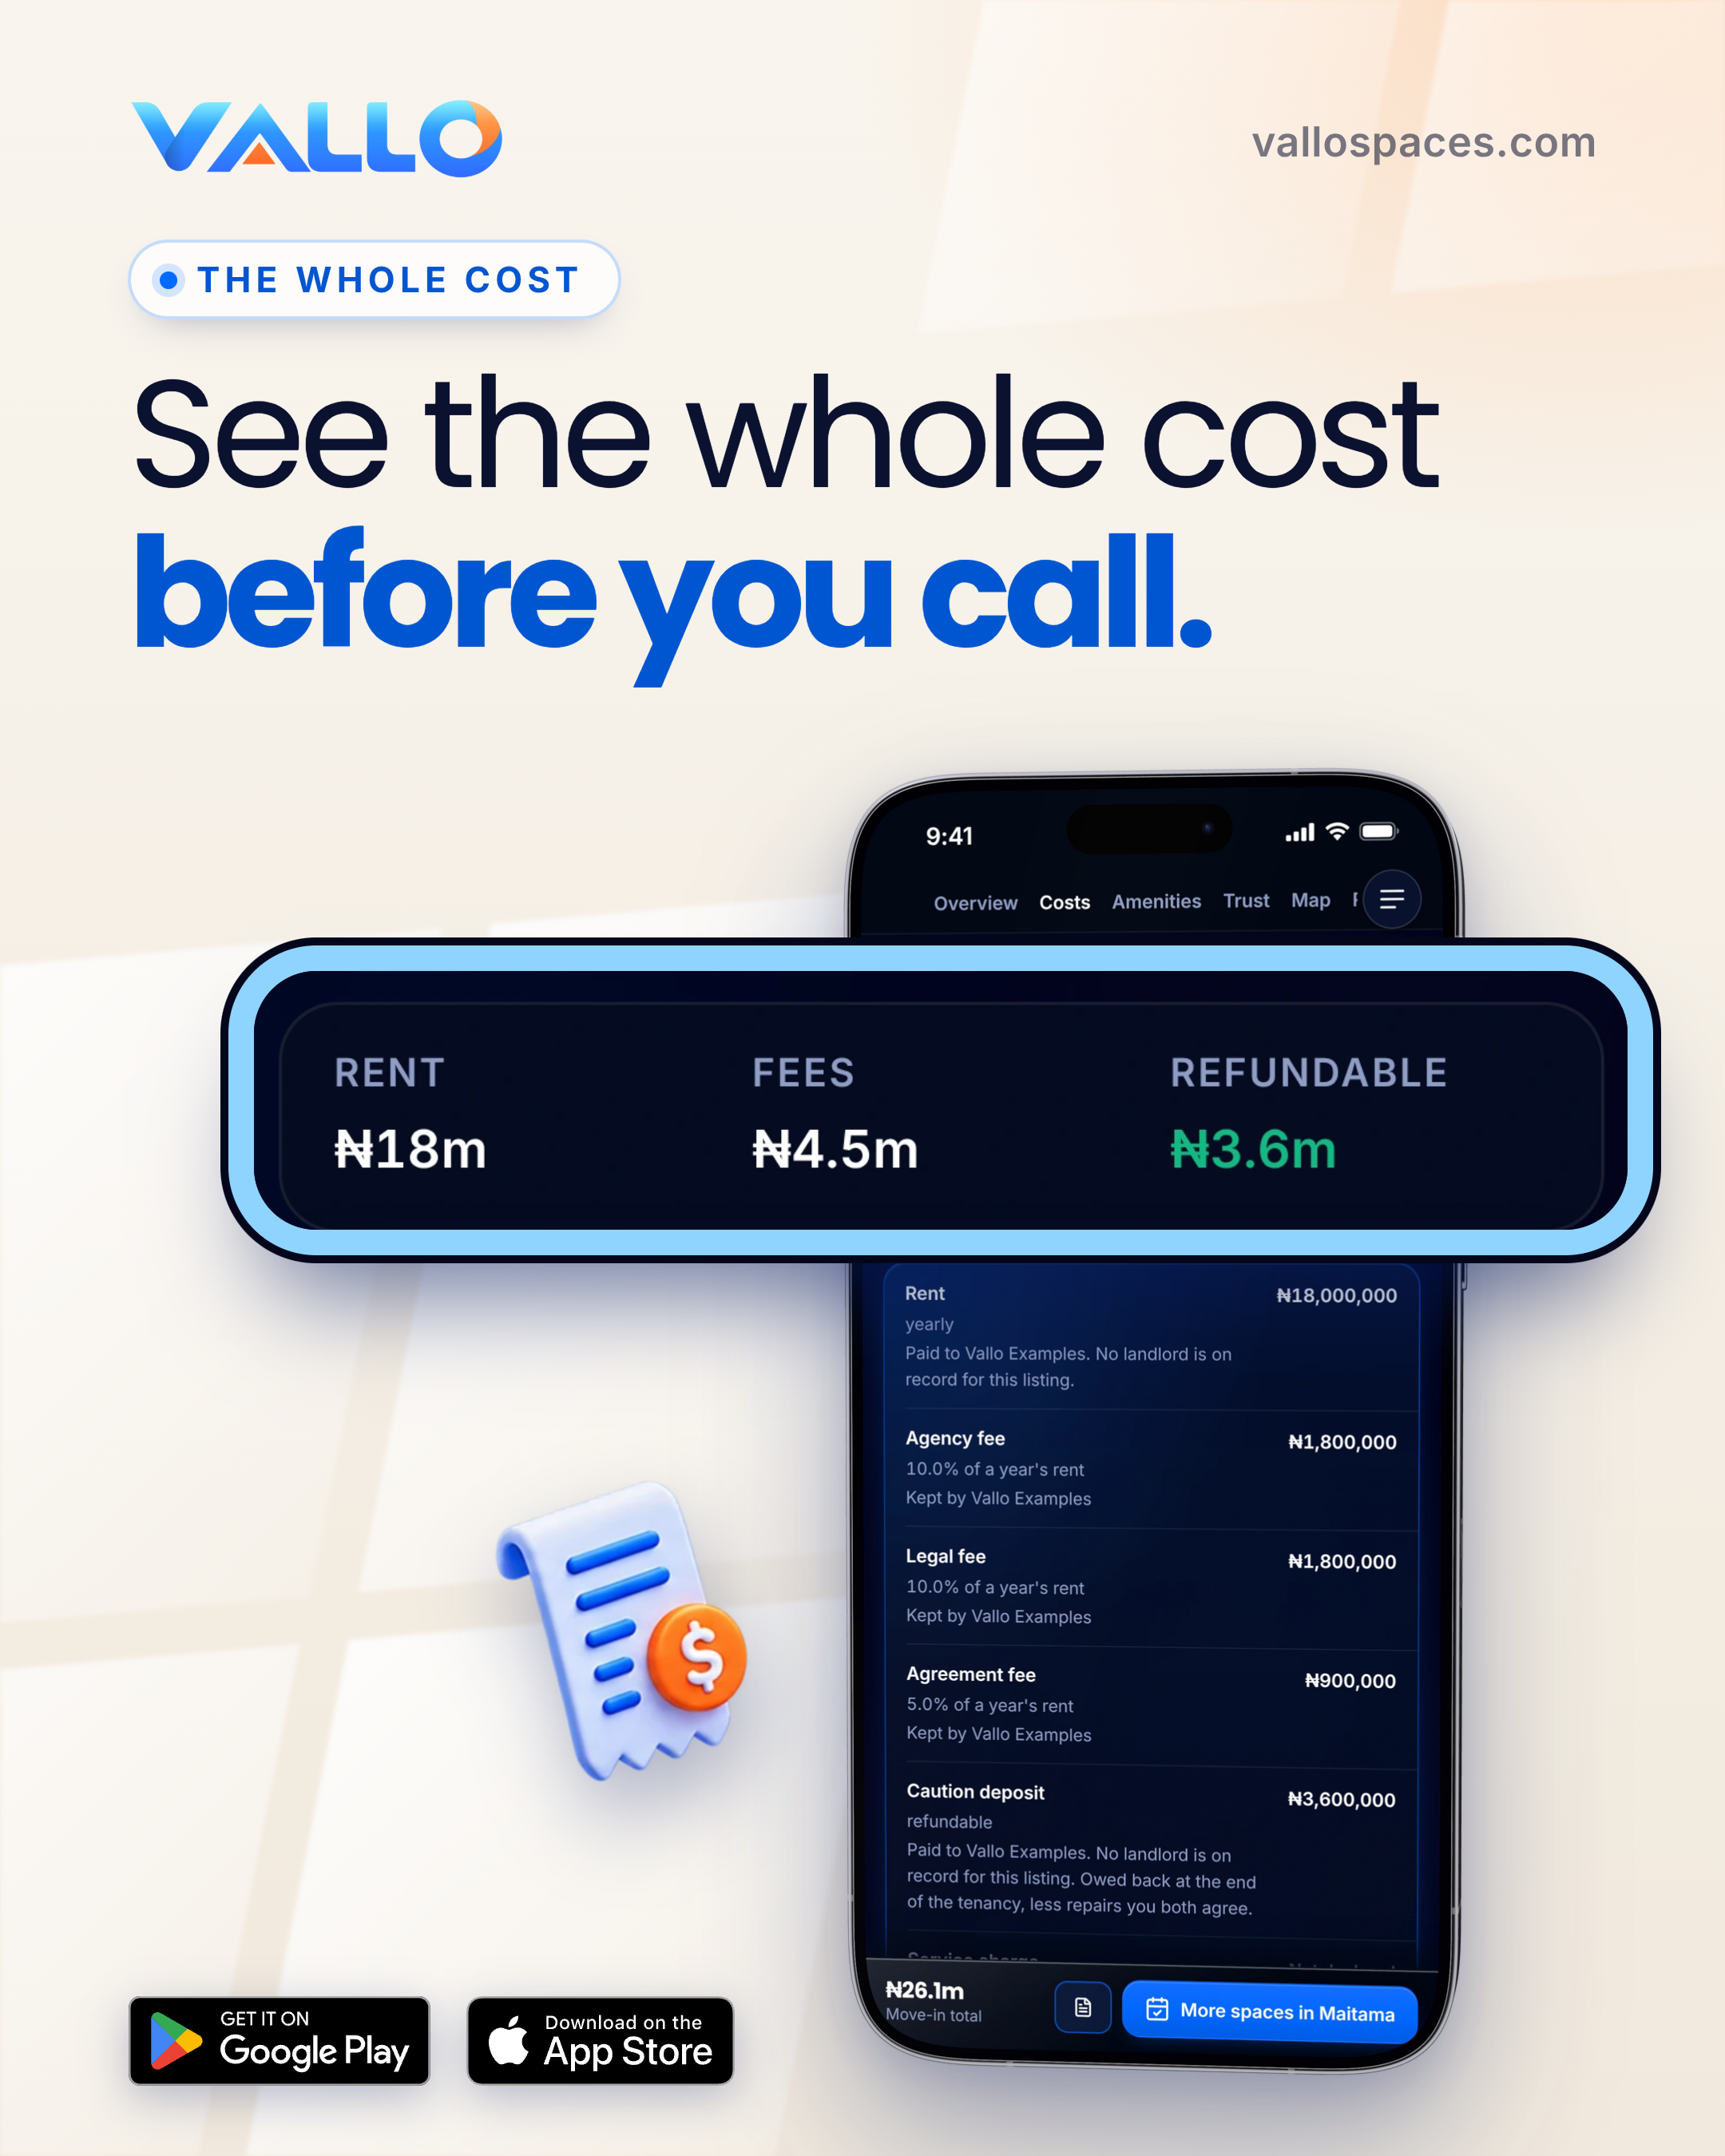 VALLO
vallospaces.com
THE WHOLE COST
See the whole cost
before you call.
9:41
Overview Costs Amenities Trust Map
RENT FEES REFUNDABLE
₦18m ₦4.5m ₦3.6m
Rent ₦18,000,000
yearly
Paid to Vallo Examples. No landlord is on
record for this listing.
Agency fee ₦1,800,000
10.0% of a year's rent
Kept by Vallo Examples
Legal fee ₦1,800,000
10.0% of a year's rent
Kept by Vallo Examples
Agreement fee ₦900,000
5.0% of a year's rent
Kept by Vallo Examples
Caution deposit ₦3,600,000
refundable
Paid to Vallo Examples. No landlord is on
record for this listing. Owed back at the end
of the tenancy, less repairs you both agree.
Service charge
₦26.1m
Move-in total
More spaces in Maitama
$
GET IT ON
Google Play
Download on the
App Store